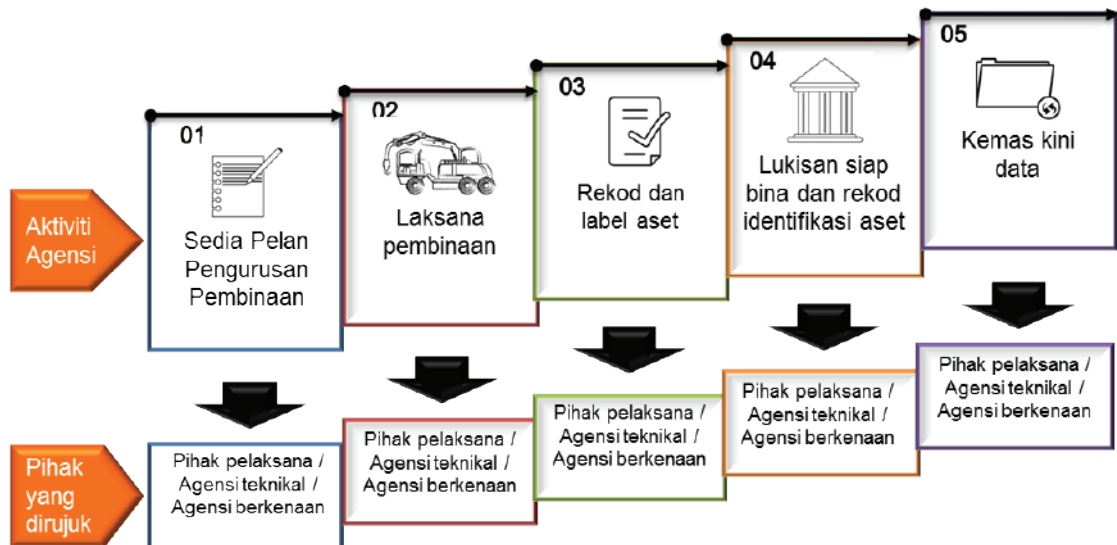 Aktiviti
Agensi
01
Sedia Pelan
Pengurusan
Pembinaan
02
Laksana
pembinaan
03
Rekod dan
label aset
04
Lukisan siap
bina dan rekod
identifikasi aset
05
Kemas kini
data
Pihak
yang
dirujuk
Pihak pelaksana /
Agensi teknikal /
Agensi berkenaan
Pihak pelaksana /
Agensi teknikal /
Agensi berkenaan
Pihak pelaksana /
Agensi teknikal /
Agensi berkenaan
Pihak pelaksana /
Agensi teknikal /
Agensi berkenaan
Pihak pelaksana /
Agensi teknikal /
Agensi berkenaan